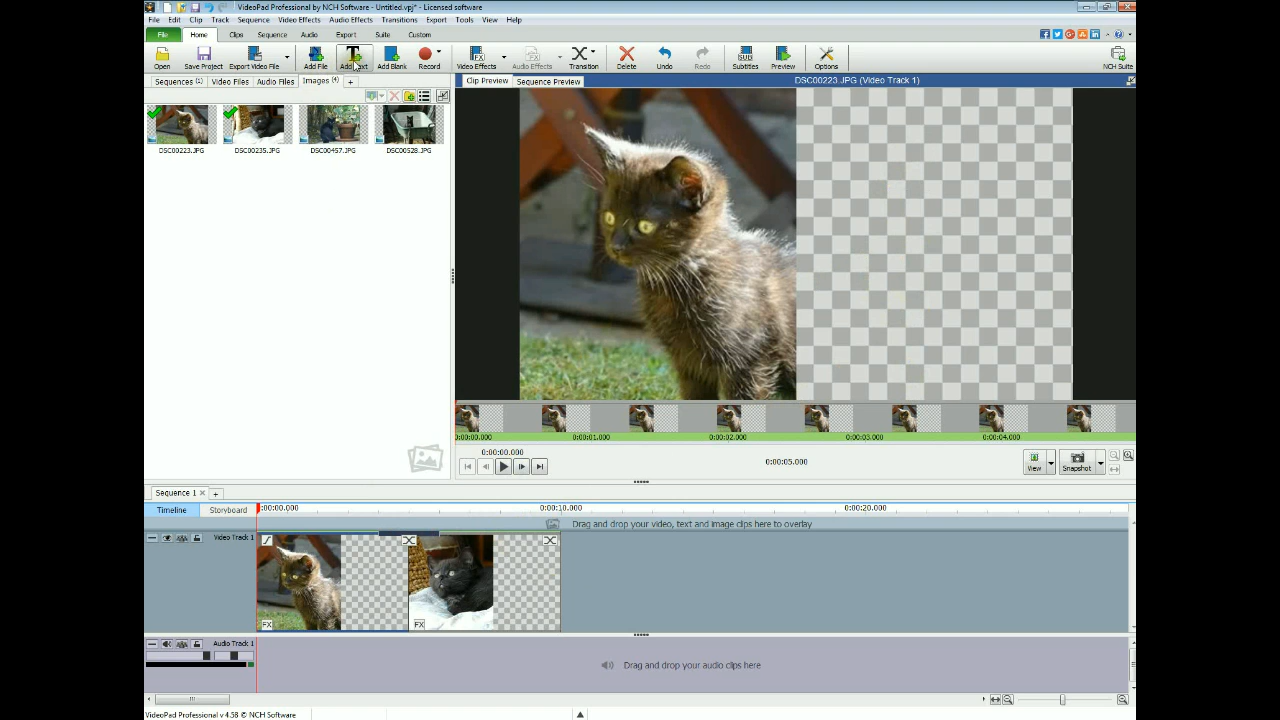 VideoPad Professional by NCH Software - Untitled.vpj* - Licensed software
File Edit Clip Track Sequence Video Effects Audio Effects Transitions Export Tools View Help
File Home Clips Sequence Audio Export Suite Custom
Open Save Project Export Video File Add File Add Text Add Blank Record Video Effects Audio Effects Transition Delete Undo Redo Subtitles Preview Options NCH Suite
Sequences (1) Video Files Audio Files Images (4) +
Clip Preview Sequence Preview DSC00223.JPG (Video Track 1)
DSC00223.JPG DSC00235.JPG DSC00457.JPG DSC00528.JPG
0:00:00.000 0:00:01.000 0:00:02.000 0:00:03.000 0:00:04.000
0:00:00.000
0:00:05.000
View Snapshot
Sequence 1 +
Timeline Storyboard 0:00:00.000 0:00:10.000 0:00:20.000
Drag and drop your video, text and image clips here to overlay
Video Track 1
FX FX
Audio Track 1
Drag and drop your audio clips here
VideoPad Professional v 4.58 © NCH Software